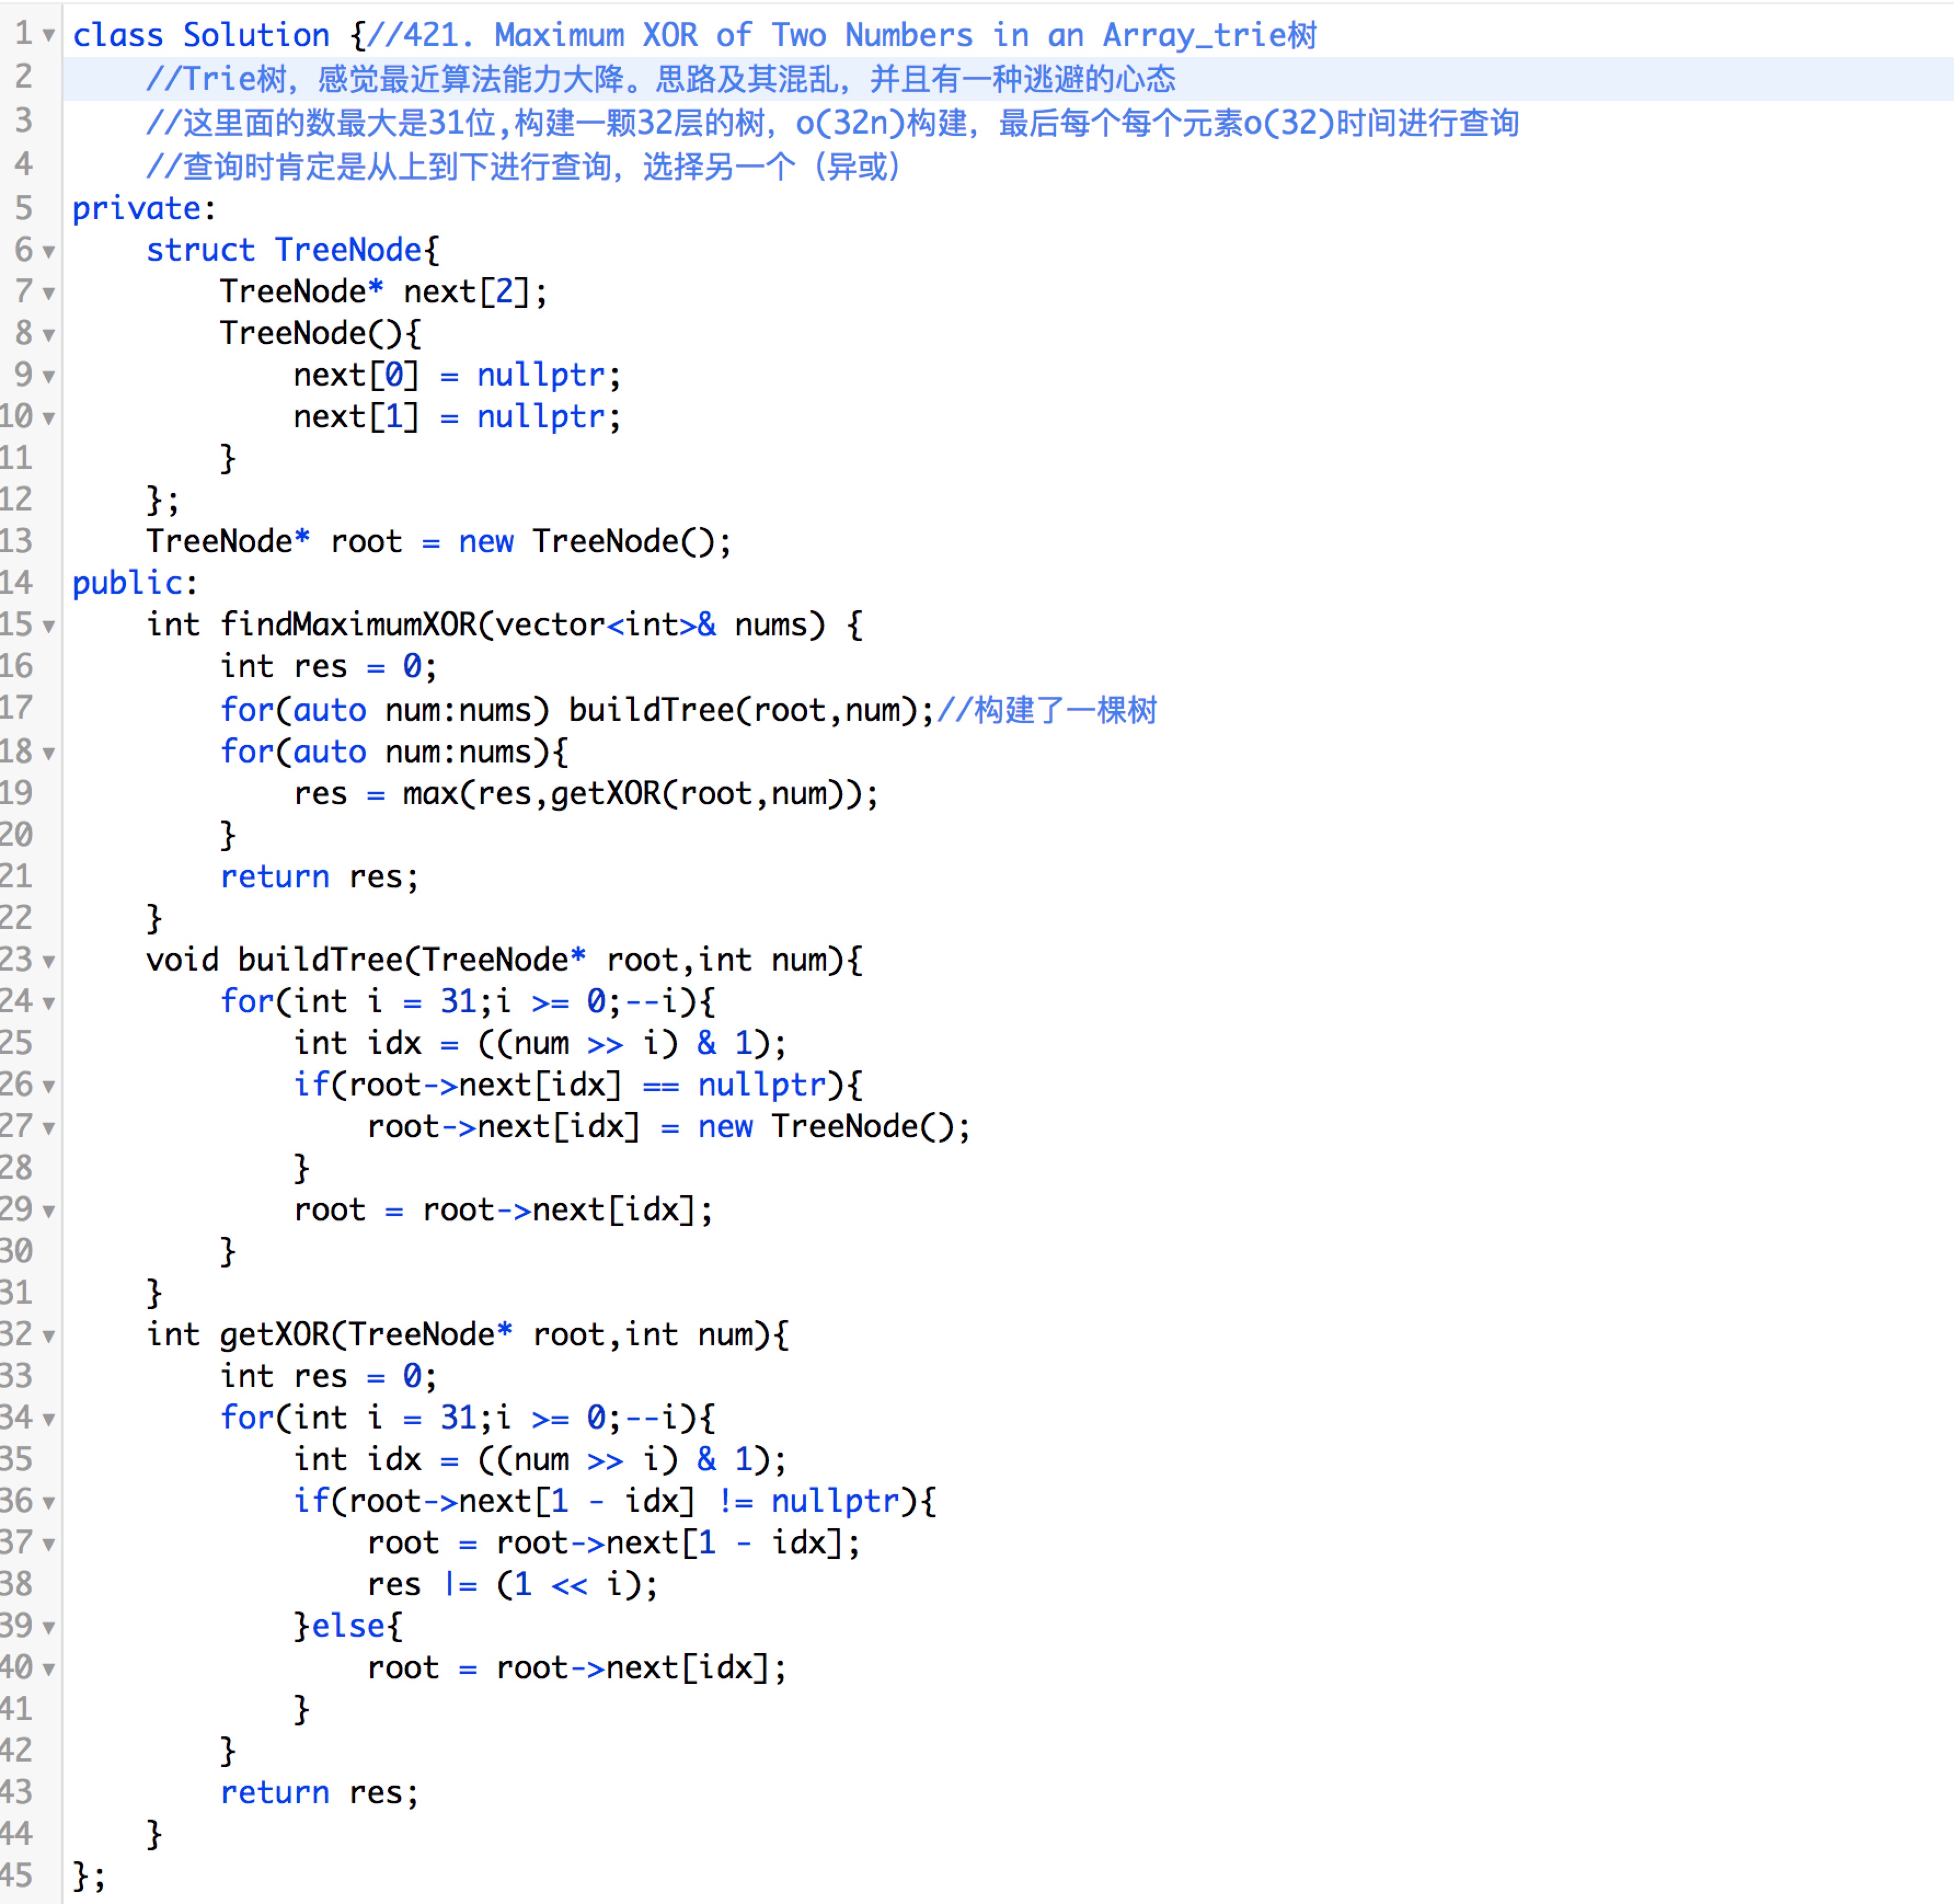 1 class Solution {//421. Maximum XOR of Two Numbers in an Array_trie树
2     //Trie树，感觉最近算法能力大降。思路及其混乱，并且有一种逃避的心态
3     //这里面的数最大是31位,构建一颗32层的树，o(32n)构建，最后每个每个元素o(32)时间进行查询
4     //查询时肯定是从上到下进行查询，选择另一个（异或）
5 private:
6     struct TreeNode{
7         TreeNode* next[2];
8         TreeNode(){
9             next[0] = nullptr;
10             next[1] = nullptr;
11         }
12     };
13     TreeNode* root = new TreeNode();
14 public:
15     int findMaximumXOR(vector<int>& nums) {
16         int res = 0;
17         for(auto num:nums) buildTree(root,num);//构建了一棵树
18         for(auto num:nums){
19             res = max(res,getXOR(root,num));
20         }
21         return res;
22     }
23     void buildTree(TreeNode* root,int num){
24         for(int i = 31;i >= 0;--i){
25             int idx = ((num >> i) & 1);
26             if(root->next[idx] == nullptr){
27                 root->next[idx] = new TreeNode();
28             }
29             root = root->next[idx];
30         }
31     }
32     int getXOR(TreeNode* root,int num){
33         int res = 0;
34         for(int i = 31;i >= 0;--i){
35             int idx = ((num >> i) & 1);
36             if(root->next[1 - idx] != nullptr){
37                 root = root->next[1 - idx];
38                 res |= (1 << i);
39             }else{
40                 root = root->next[idx];
41             }
42         }
43         return res;
44     }
45 };